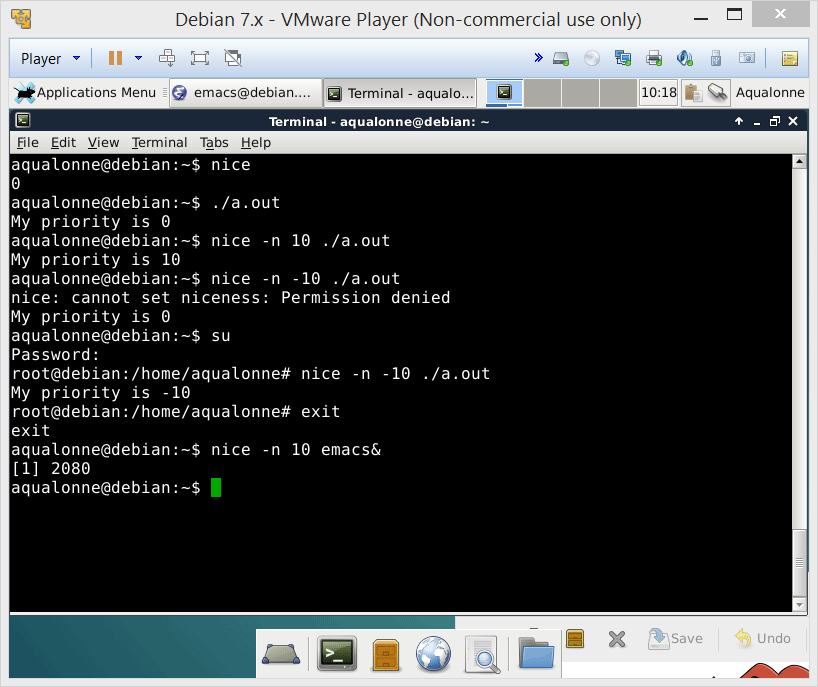 Debian 7.x - VMware Player (Non-commercial use only)
Player
Applications Menu emacs@debian.... Terminal - aqualo... 10:18 Aqualonne
Terminal - aqualonne@debian: ~
File Edit View Terminal Tabs Help
aqualonne@debian:~$ nice
0
aqualonne@debian:~$ ./a.out
My priority is 0
aqualonne@debian:~$ nice -n 10 ./a.out
My priority is 10
aqualonne@debian:~$ nice -n -10 ./a.out
nice: cannot set niceness: Permission denied
My priority is 0
aqualonne@debian:~$ su
Password:
root@debian:/home/aqualonne# nice -n -10 ./a.out
My priority is -10
root@debian:/home/aqualonne# exit
exit
aqualonne@debian:~$ nice -n 10 emacs&
[1] 2080
aqualonne@debian:~$
Save Undo